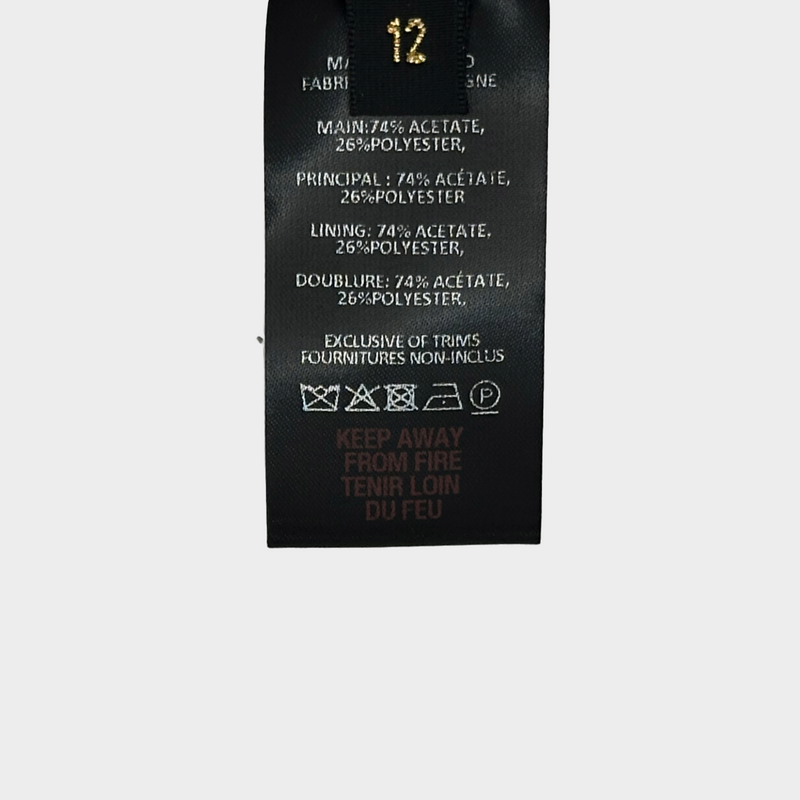 12
MAIN:74% ACETATE,
26%POLYESTER,
PRINCIPAL : 74% ACÉTATE,
26%POLYESTER
LINING: 74% ACETATE,
26%POLYESTER,
DOUBLURE: 74% ACÉTATE,
26%POLYESTER,
EXCLUSIVE OF TRIMS
FOURNITURES NON-INCLUS
P
KEEP AWAY
FROM FIRE
TENIR LOIN
DU FEU